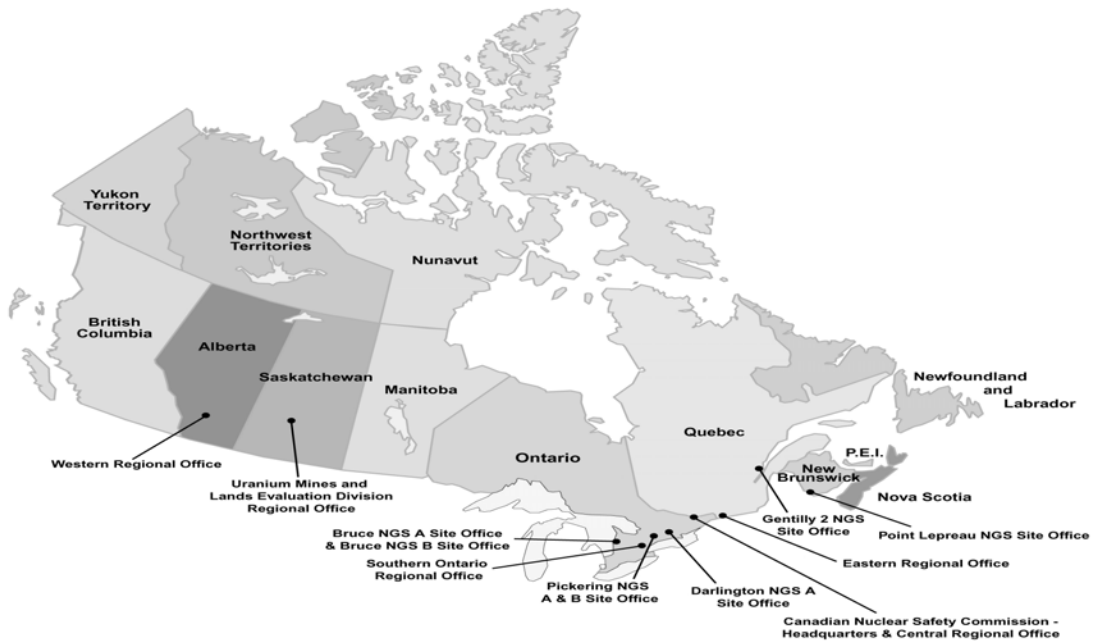 Yukon
Territory
Northwest
Territories
Nunavut
British
Columbia
Alberta
Saskatchewan
Manitoba
Newfoundland
and
Labrador
Quebec
Ontario
P.E.I.
New
Brunswick
Nova Scotia
Western Regional Office
Uranium Mines and
Lands Evaluation Division
Regional Office
Bruce NGS A Site Office
& Bruce NGS B Site Office
Southern Ontario
Regional Office
Pickering NGS
A & B Site Office
Darlington NGS A
Site Office
Gentilly 2 NGS
Site Office
Point Lepreau NGS Site Office
Eastern Regional Office
Canadian Nuclear Safety Commission -
Headquarters & Central Regional Office